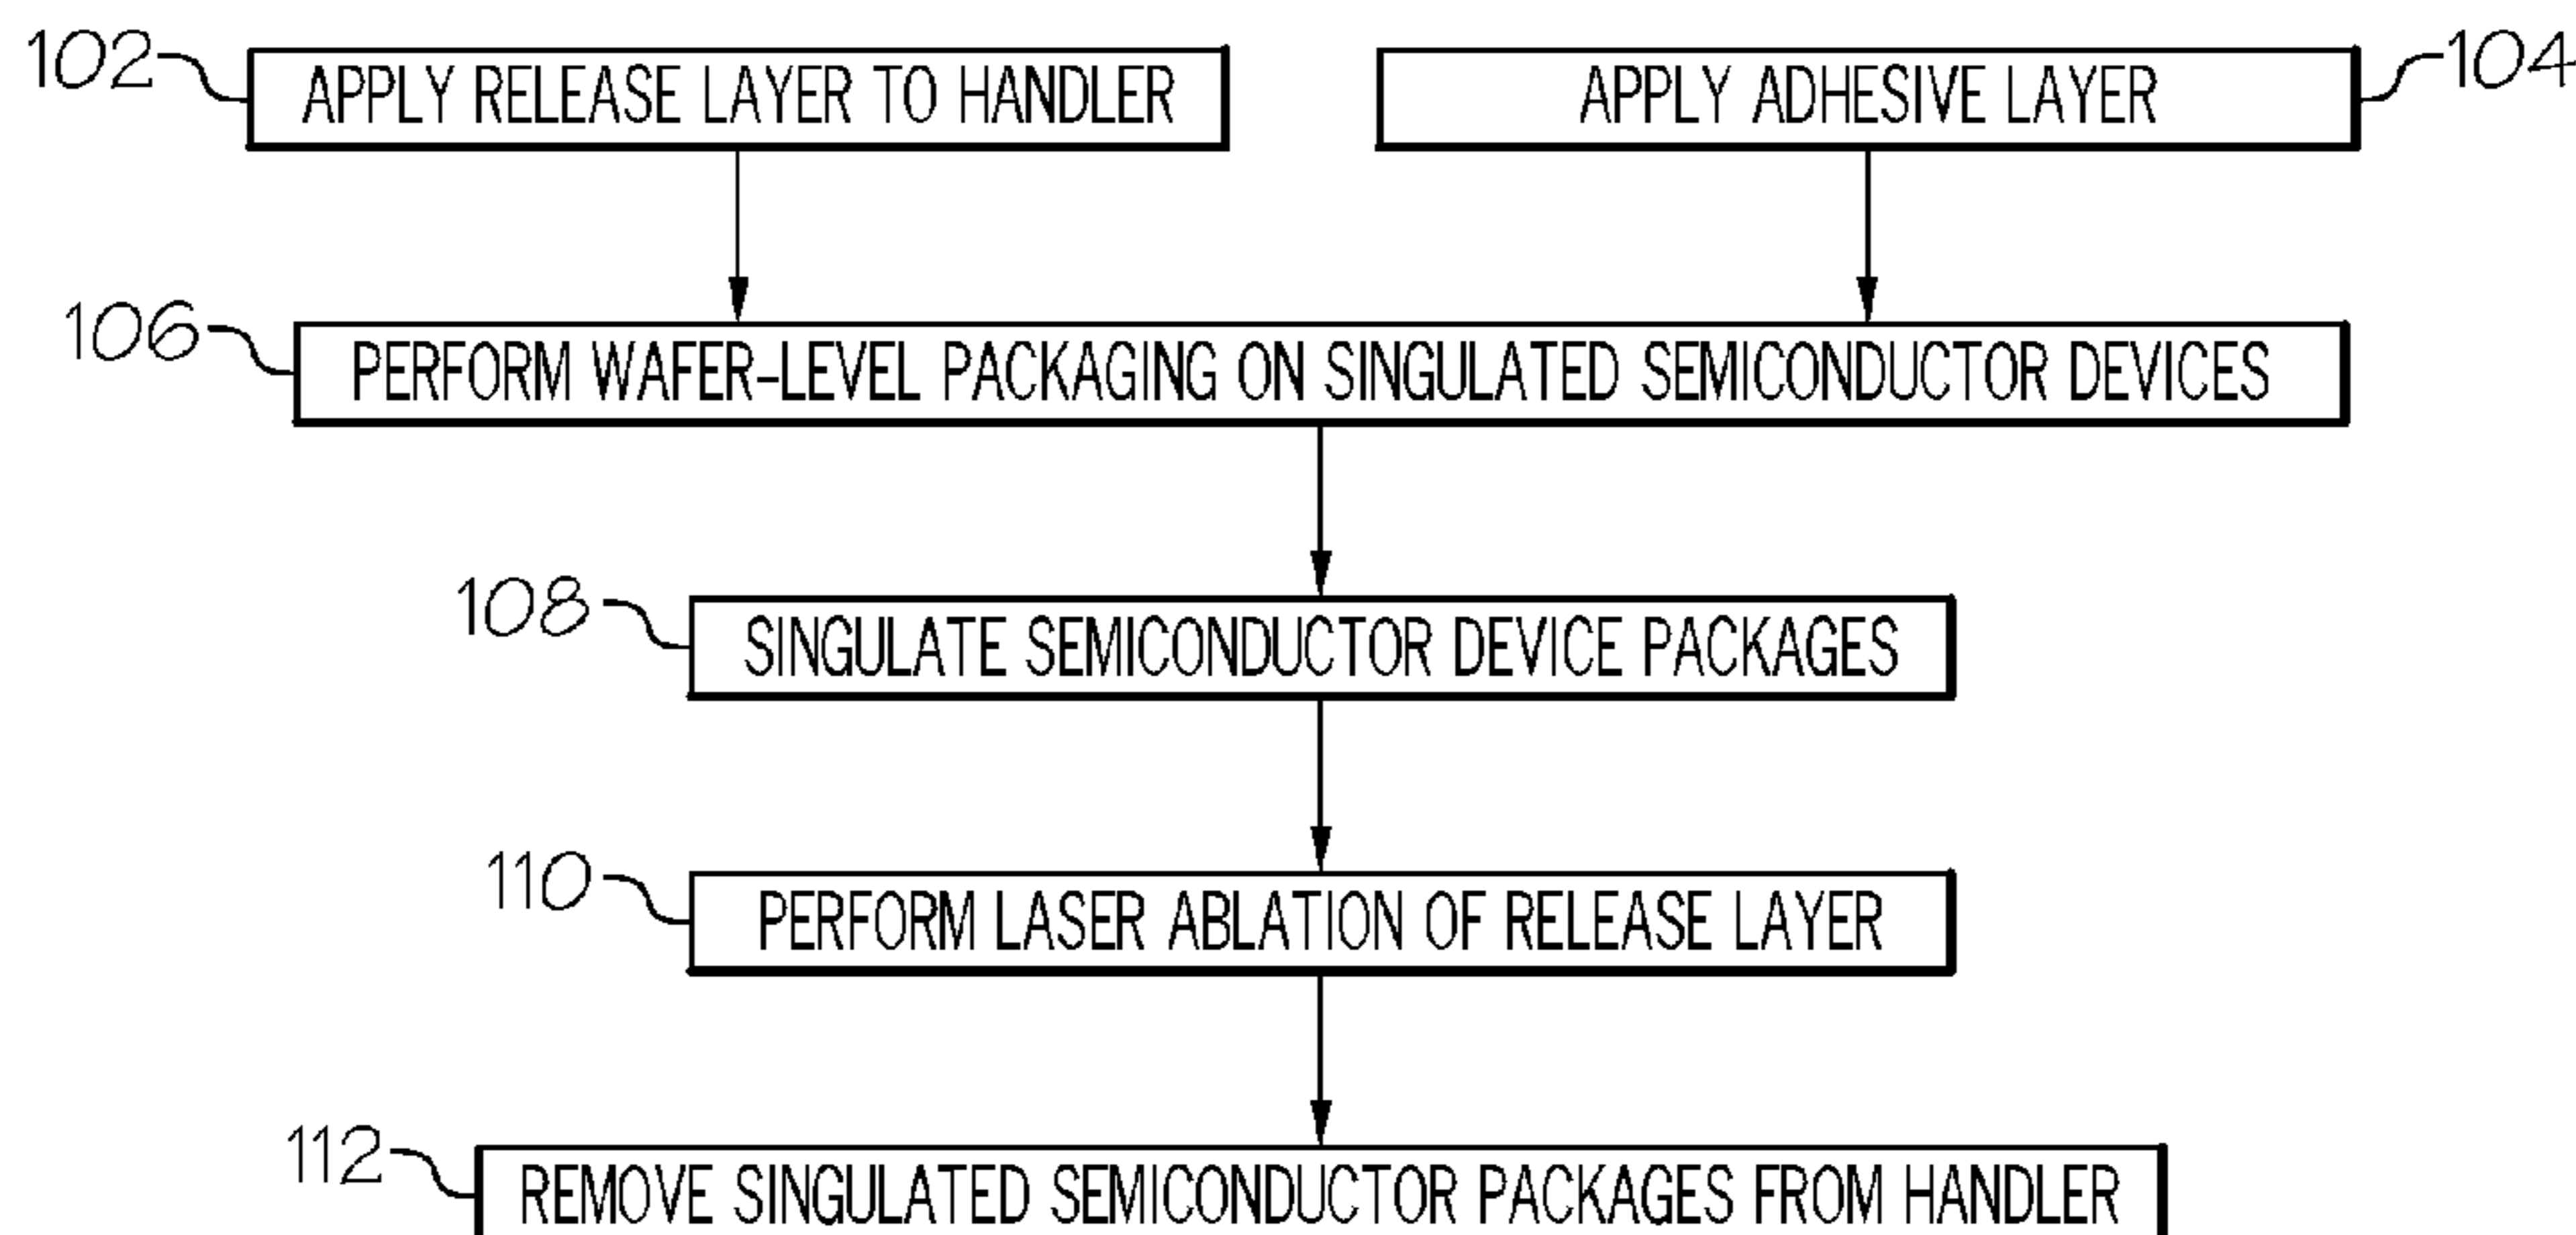 102
APPLY RELEASE LAYER TO HANDLER
APPLY ADHESIVE LAYER
104
106
PERFORM WAFER-LEVEL PACKAGING ON SINGULATED SEMICONDUCTOR DEVICES
108
SINGULATE SEMICONDUCTOR DEVICE PACKAGES
110
PERFORM LASER ABLATION OF RELEASE LAYER
112
REMOVE SINGULATED SEMICONDUCTOR PACKAGES FROM HANDLER